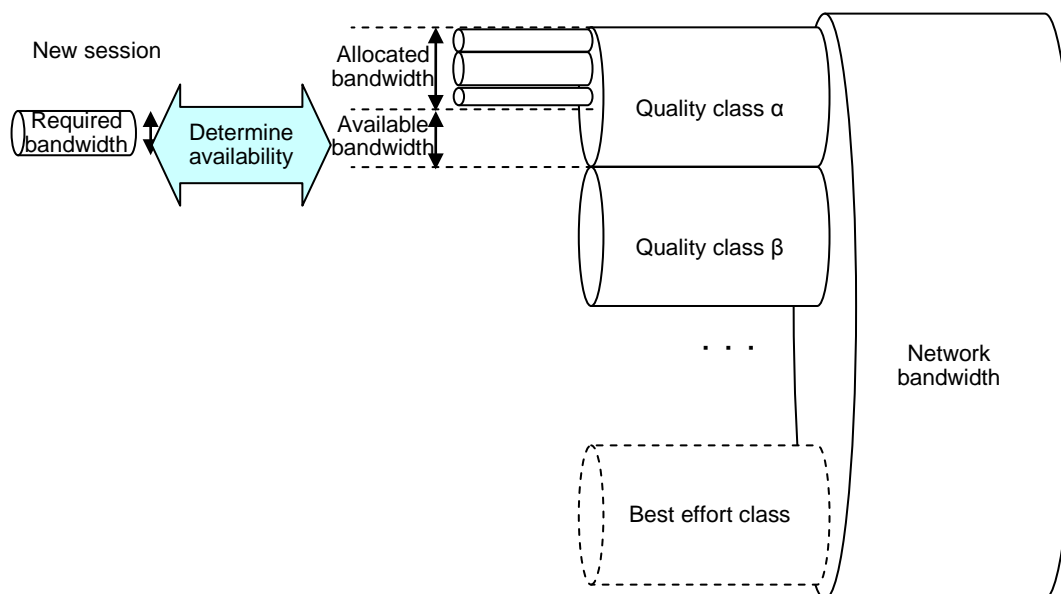 New session
Required
bandwidth
Determine
availability
Allocated
bandwidth
Available
bandwidth
Quality class α
Quality class β
. . .
Network
bandwidth
Best effort class